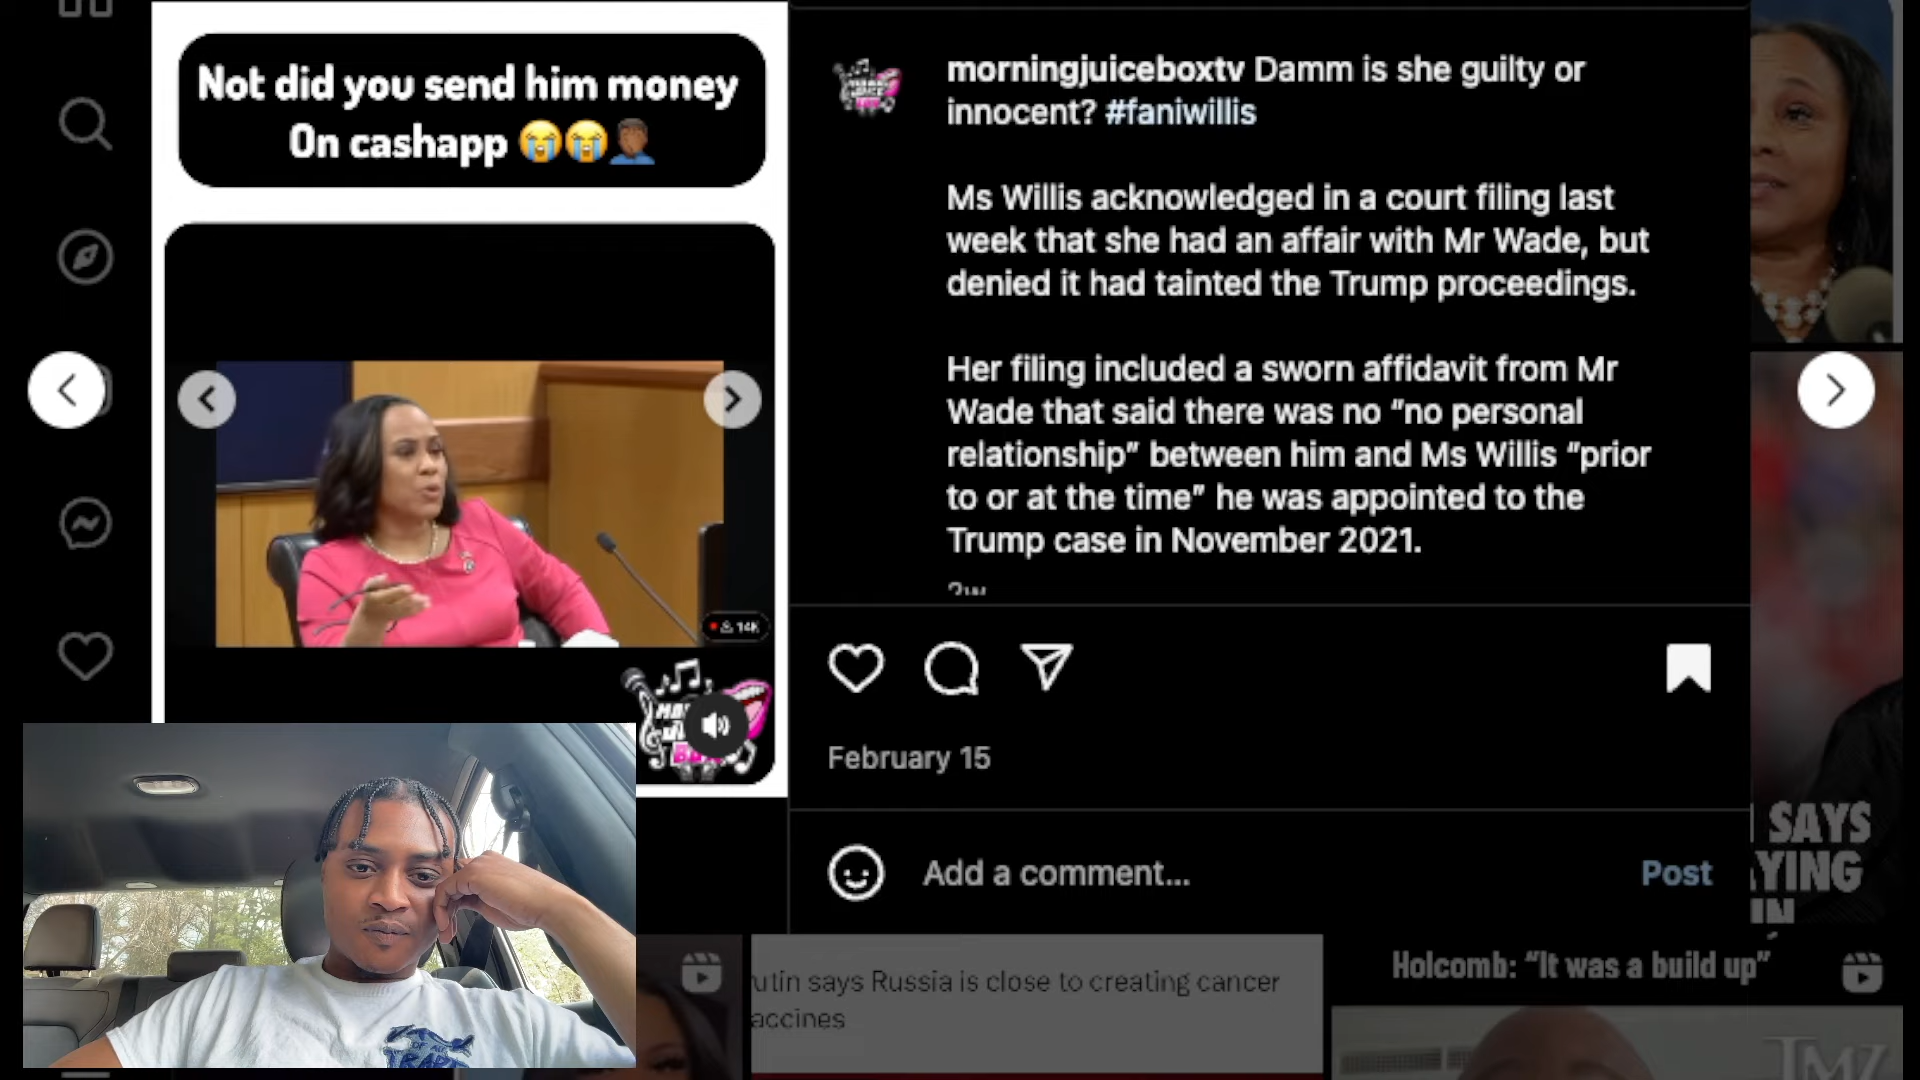 Not did you send him money
On cashapp 😭😭🤦🏾‍♂️
14K
morningjuiceboxtv Damm is she guilty or
innocent? #faniwillis
Ms Willis acknowledged in a court filing last
week that she had an affair with Mr Wade, but
denied it had tainted the Trump proceedings.
Her filing included a sworn affidavit from Mr
Wade that said there was no “no personal
relationship” between him and Ms Willis “prior
to or at the time” he was appointed to the
Trump case in November 2021.
February 15
Add a comment...
Post
SAYS
YING
IN
utin says Russia is close to creating cancer
accines
Holcomb: “It was a build up”
TMZ